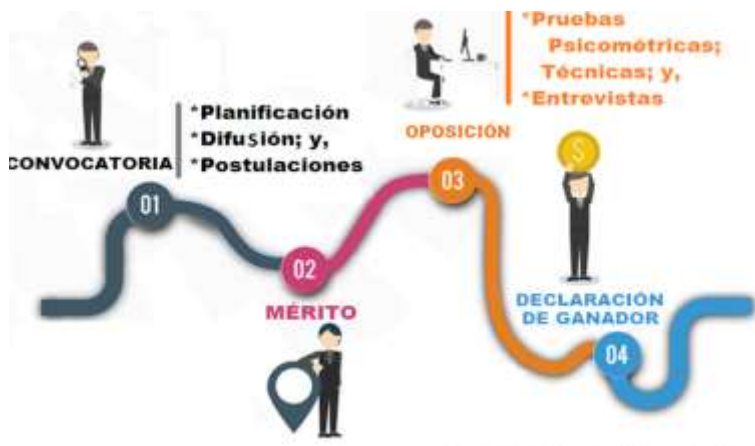 CONVOCATORIA
*Planificación
*Difusión; y,
*Postulaciones
01
02
MÉRITO
*Pruebas
Psicométricas;
Técnicas; y,
*Entrevistas
OPOSICIÓN
03
$
DECLARACIÓN
DE GANADOR
04